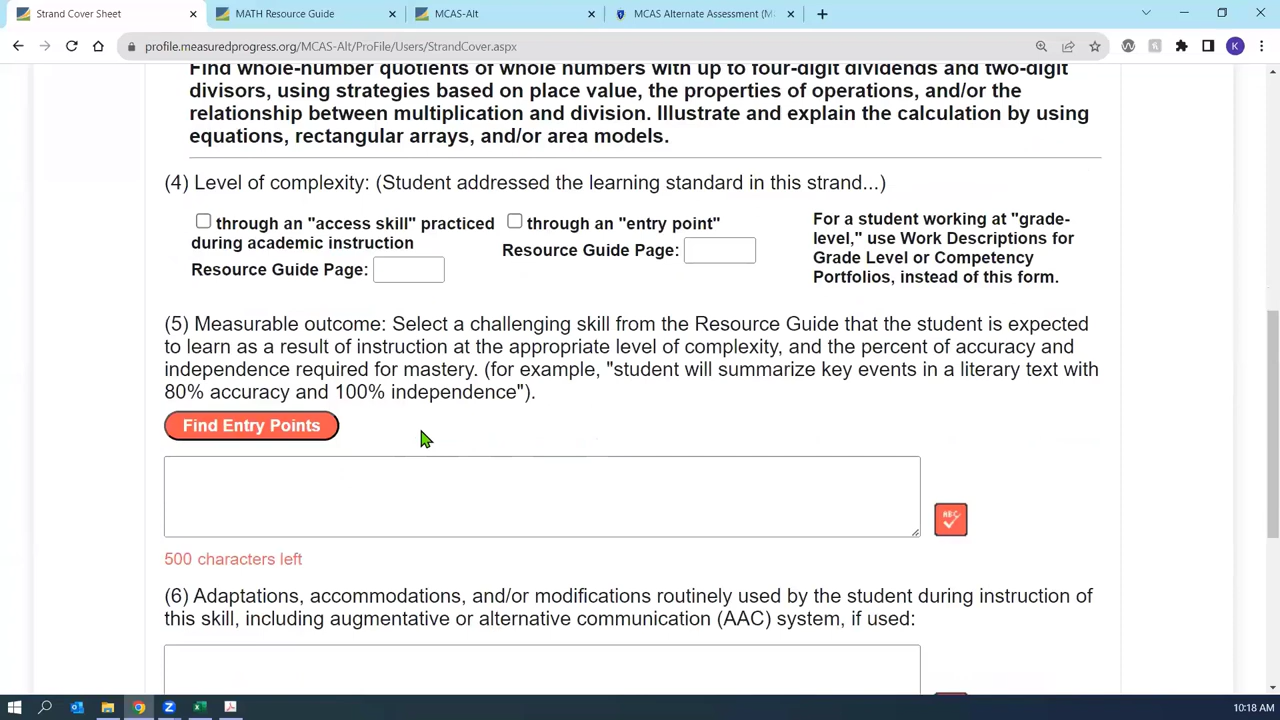 Strand Cover Sheet
MATH Resource Guide
MCAS-Alt
MCAS Alternate Assessment (M
profile.measuredprogress.org/MCAS-Alt/ProFile/Users/StrandCover.aspx
K
Find whole-number quotients of whole numbers with up to four-digit dividends and two-digit
divisors, using strategies based on place value, the properties of operations, and/or the
relationship between multiplication and division. Illustrate and explain the calculation by using
equations, rectangular arrays, and/or area models.
(4) Level of complexity: (Student addressed the learning standard in this strand...)
through an "access skill" practiced
during academic instruction
Resource Guide Page:
through an "entry point"
Resource Guide Page:
For a student working at "grade-
level," use Work Descriptions for
Grade Level or Competency
Portfolios, instead of this form.
(5) Measurable outcome: Select a challenging skill from the Resource Guide that the student is expected
to learn as a result of instruction at the appropriate level of complexity, and the percent of accuracy and
independence required for mastery. (for example, "student will summarize key events in a literary text with
80% accuracy and 100% independence").
Find Entry Points
ABC
500 characters left
(6) Adaptations, accommodations, and/or modifications routinely used by the student during instruction of
this skill, including augmentative or alternative communication (AAC) system, if used:
10:18 AM